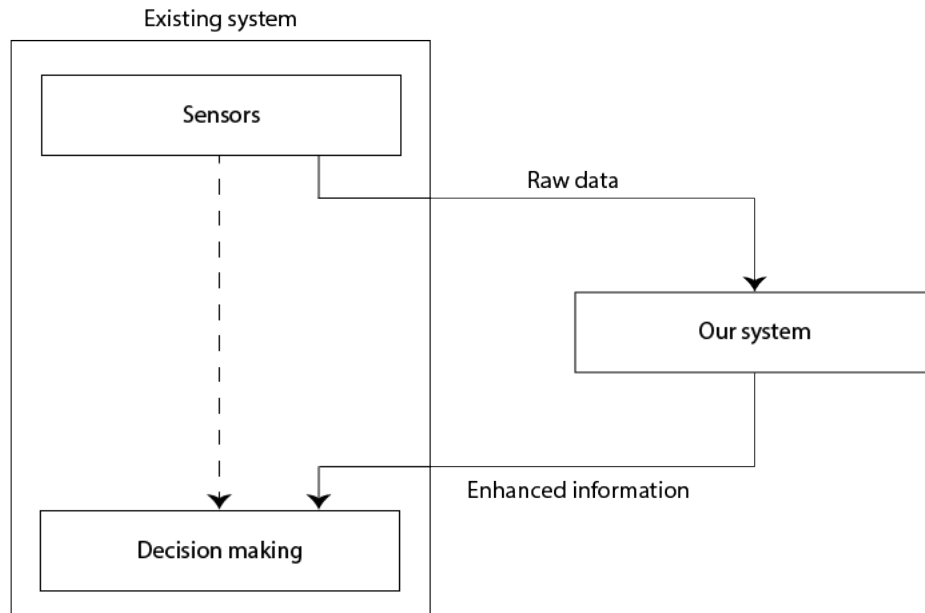 Existing system
Sensors
Raw data
Our system
Enhanced information
Decision making